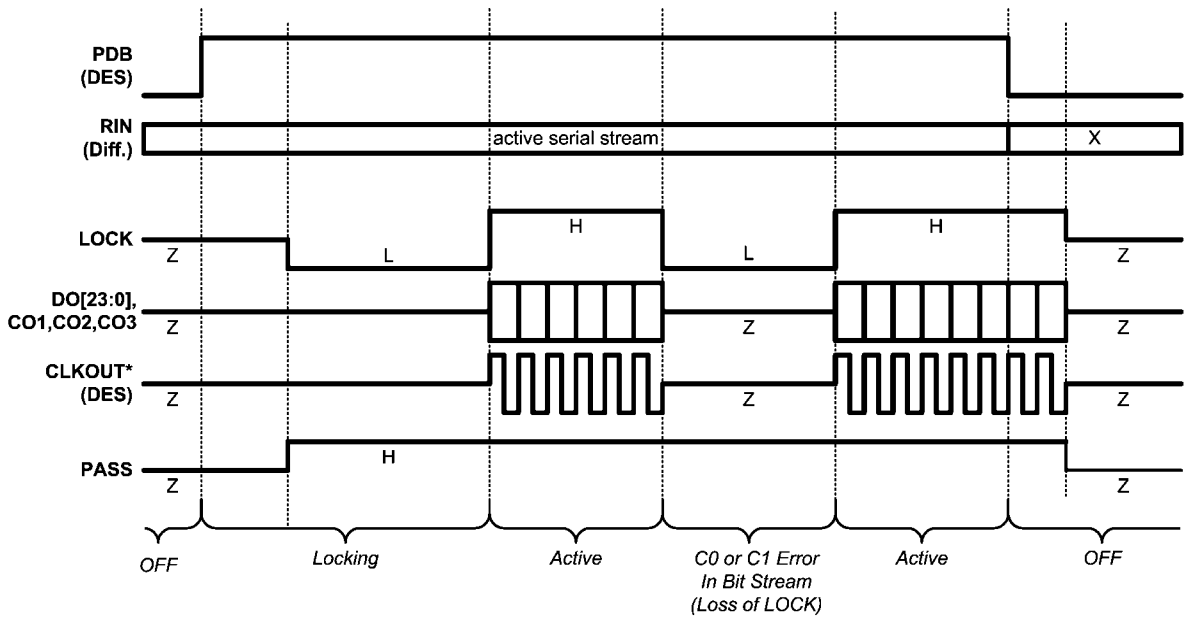 PDB
(DES)
RIN
(Diff.)
active serial stream
X
LOCK
Z
L
H
L
H
Z
DO[23:0],
CO1,CO2,CO3
Z
Z
Z
CLKOUT*
(DES)
Z
Z
Z
PASS
Z
H
Z
OFF
Locking
Active
C0 or C1 Error
In Bit Stream
(Loss of LOCK)
Active
OFF